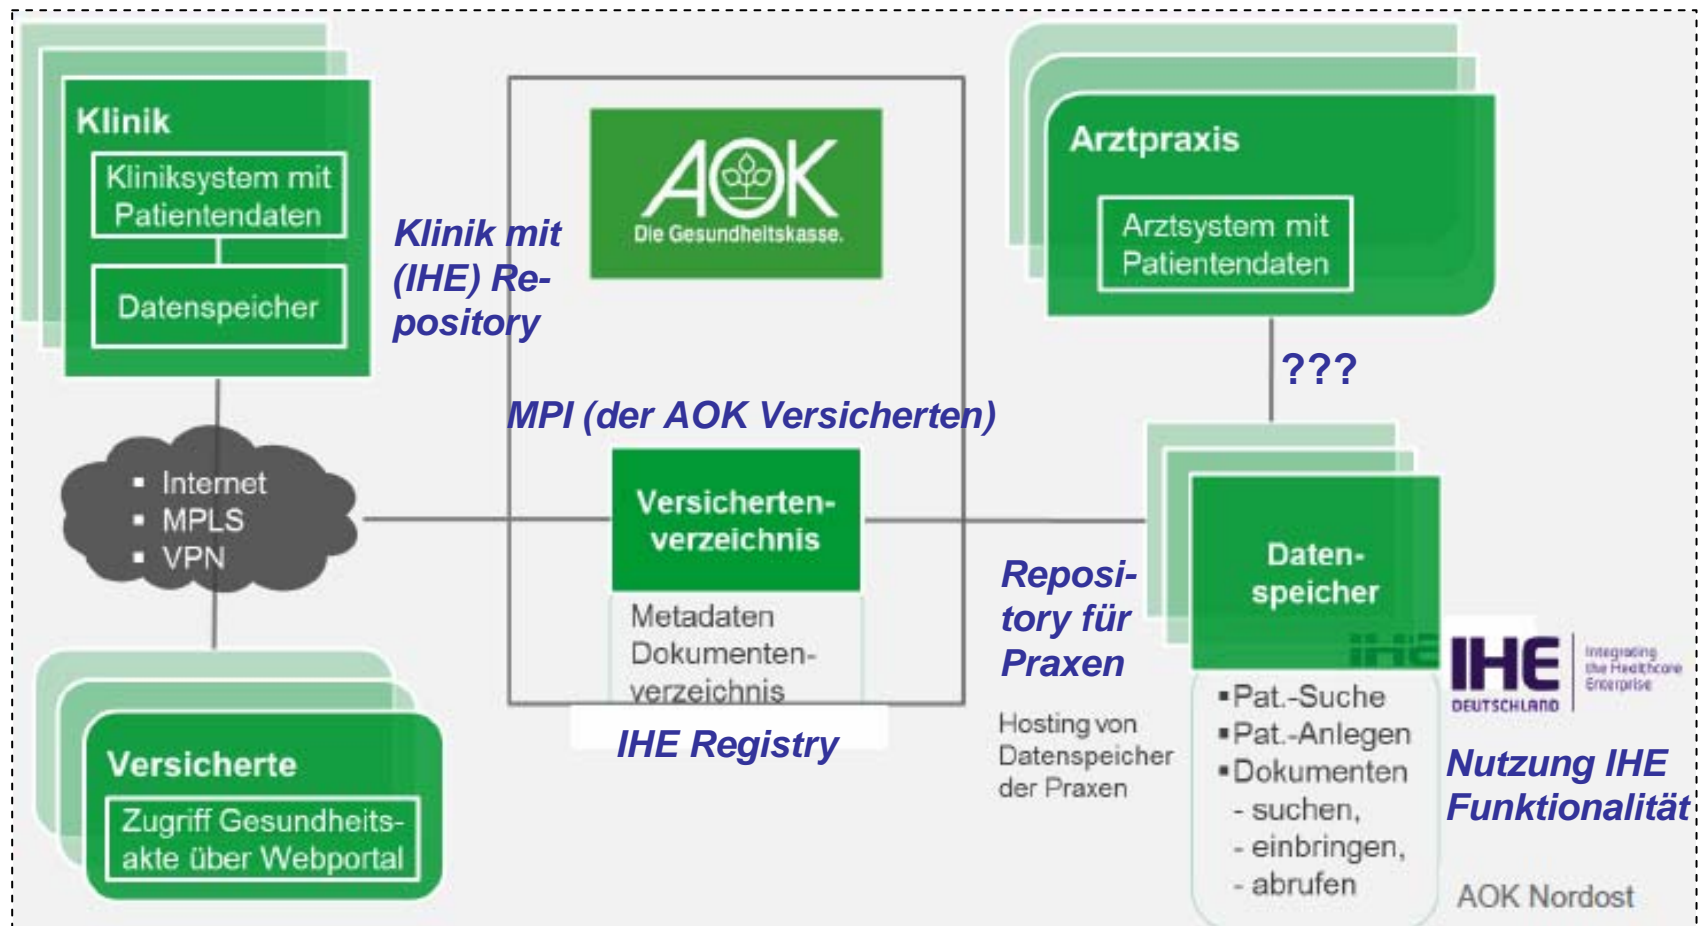 Klinik
Kliniksystem mit
Patientendaten
Datenspeicher
Klinik mit
(IHE) Re-
pository
AOK
Die Gesundheitskasse.
Arztpraxis
Arztsystem mit
Patientendaten
???
MPI (der AOK Versicherten)
▪ Internet
▪ MPLS
▪ VPN
Versicherten-
verzeichnis
Metadaten
Dokumenten-
verzeichnis
IHE Registry
Reposi-
tory für
Praxen
Hosting von
Datenspeicher
der Praxen
Daten-
speicher
IHE
IHE
DEUTSCHLAND
Integrating
the Healthcare
Enterprise
▪Pat.-Suche
▪Pat.-Anlegen
▪Dokumenten
- suchen,
- einbringen,
- abrufen
Nutzung IHE
Funktionalität
Versicherte
Zugriff Gesundheits-
akte über Webportal
AOK Nordost